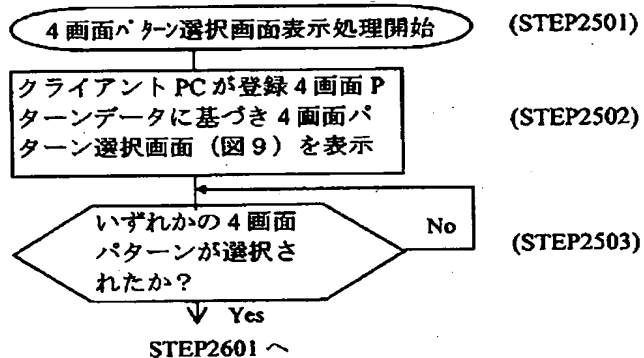 4画面パターン選択画面表示処理開始
(STEP2501)
クライアントPCが登録4画面P
ターンデータに基づき4画面パ
ターン選択画面(図9)を表示
(STEP2502)
いずれかの4画面
パターンが選択さ
れたか?
No
(STEP2503)
Yes
STEP2601へ